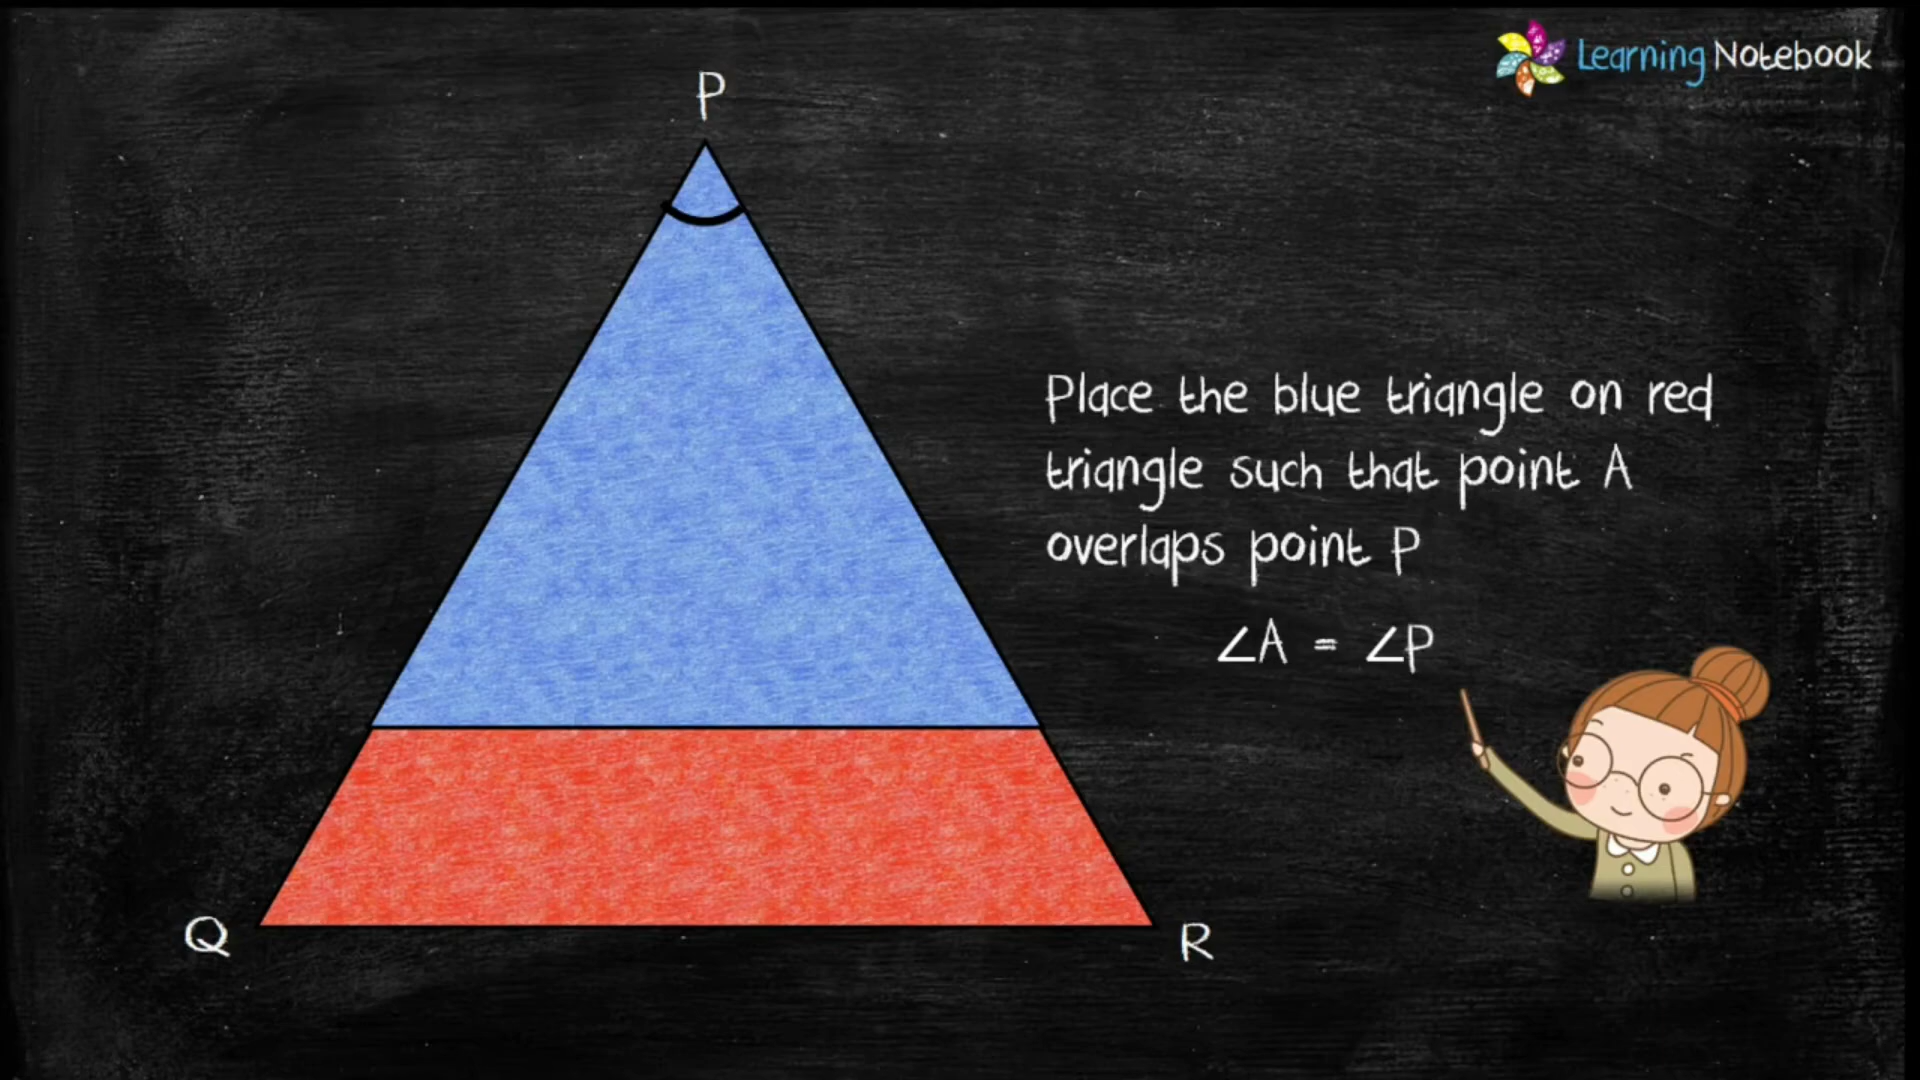 Learning Notebook
P
Place the blue triangle on red
triangle such that point A
overlaps point P
∠A = ∠P
Q
R